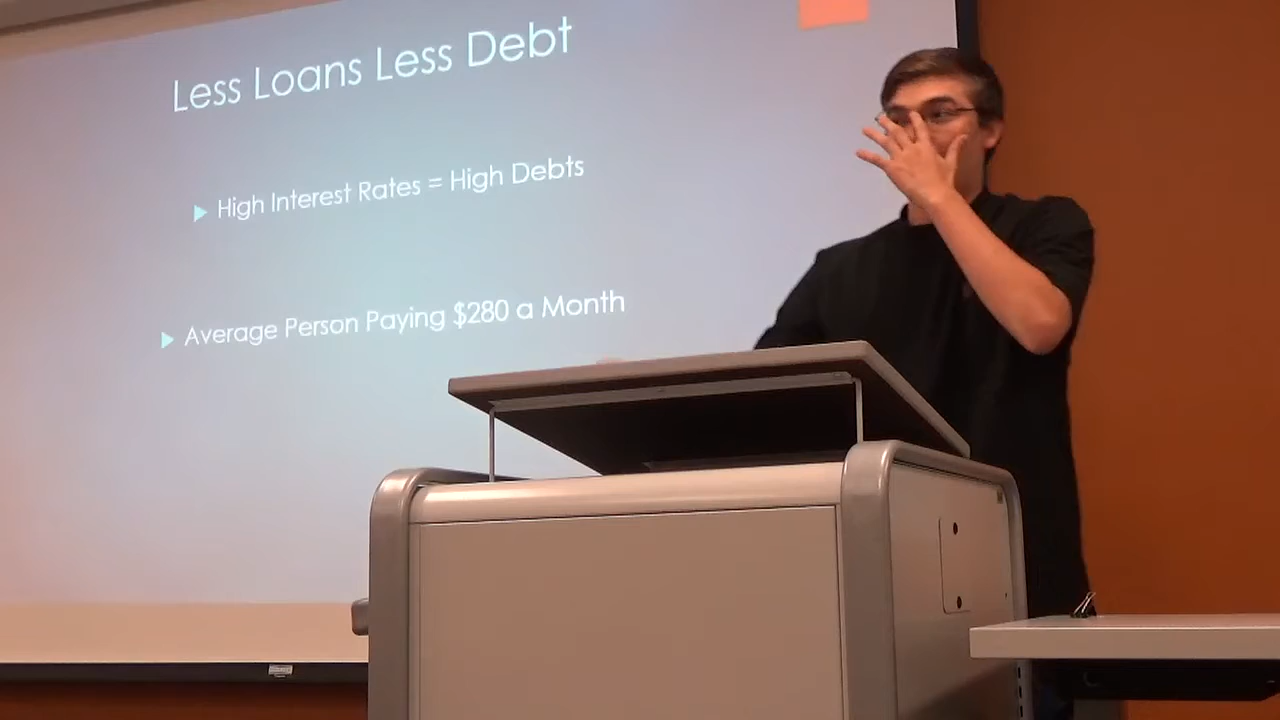 Less Loans Less Debt
High Interest Rates = High Debts
Average Person Paying $280 a Month